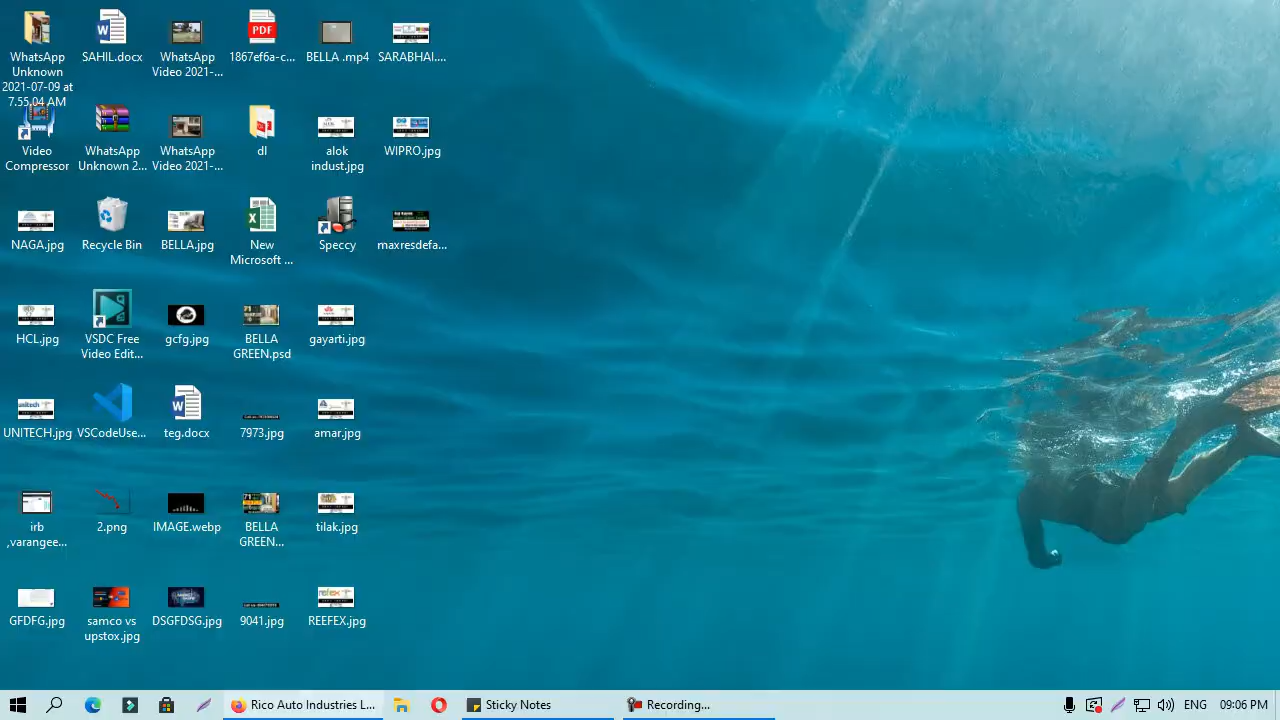 WhatsApp
Unknown
2021-07-09 at
7.55.04 AM
SAHIL.docx
WhatsApp
Video 2021-...
PDF
1867ef6a-c...
BELLA .mp4
SARABHAI....
Video
Compressor
WhatsApp
Unknown 2...
WhatsApp
Video 2021-...
dl
alok
indust.jpg
WIPRO.jpg
NAGA.jpg
Recycle Bin
BELLA.jpg
New
Microsoft ...
Speccy
maxresdefa...
HCL.jpg
VSDC Free
Video Edit...
gcfg.jpg
BELLA
GREEN.psd
gayarti.jpg
UNITECH.jpg
VSCodeUse...
teg.docx
7973.jpg
amar.jpg
irb
,varangee...
2.png
IMAGE.webp
BELLA
GREEN...
tilak.jpg
GFDFG.jpg
samco vs
upstox.jpg
DSGFDSG.jpg
9041.jpg
REEFEX.jpg
Rico Auto Industries L...
Sticky Notes
Recording...
ENG
09:06 PM